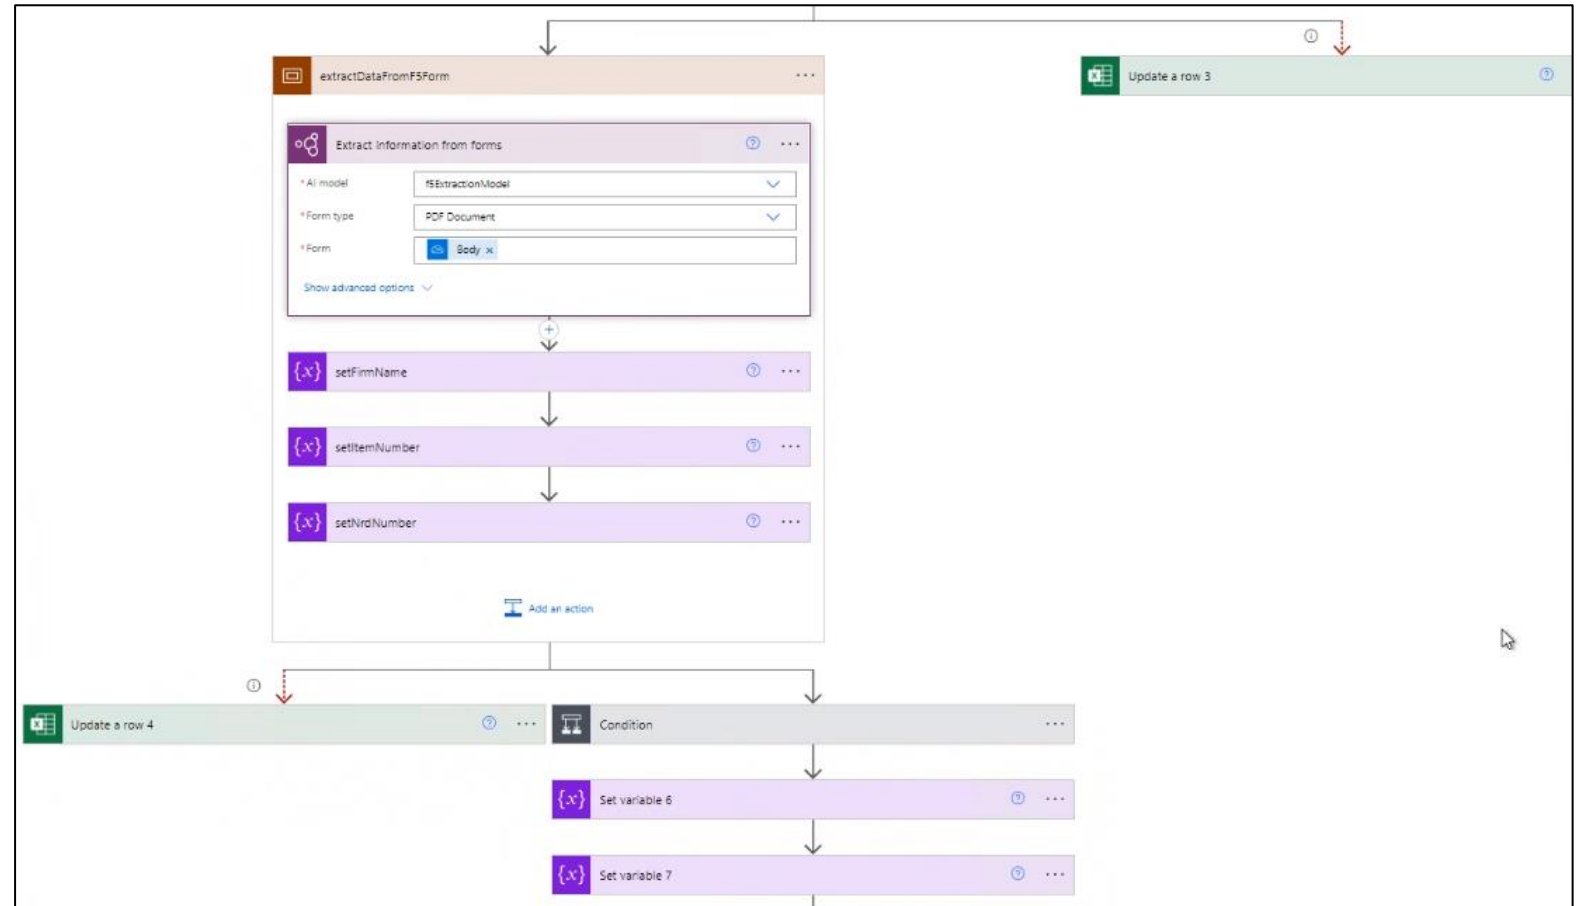 extractDataFromF5Form
Update a row 3
Extract information from forms
* AI model
f5ExtractionModel
* Form type
PDF Document
* Form
Body ×
Show advanced options
{x} setFirmName
{x} setItemNumber
{x} setNrdNumber
Add an action
Update a row 4
Condition
{x} Set variable 6
{x} Set variable 7